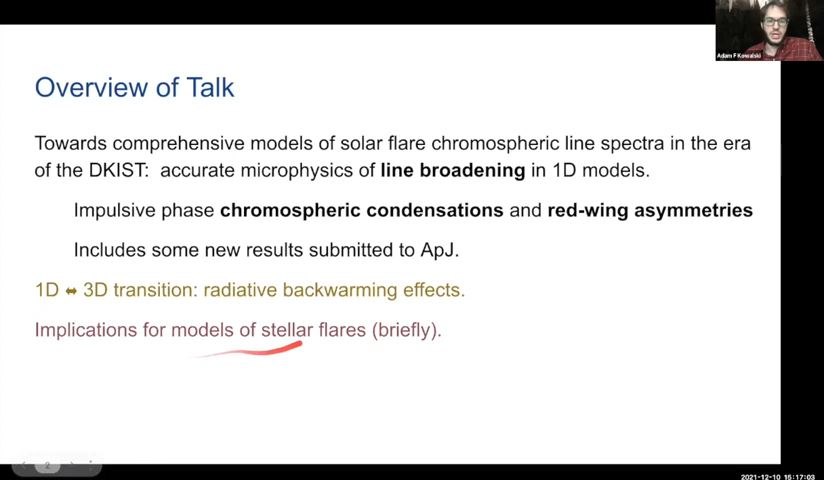 Adam F Kowalski
Overview of Talk
Towards comprehensive models of solar flare chromospheric line spectra in the era
of the DKIST: accurate microphysics of line broadening in 1D models.
Impulsive phase chromospheric condensations and red-wing asymmetries
Includes some new results submitted to ApJ.
1D ⬌ 3D transition: radiative backwarming effects.
Implications for models of stellar flares (briefly).
2
2021-12-10 15:17:03